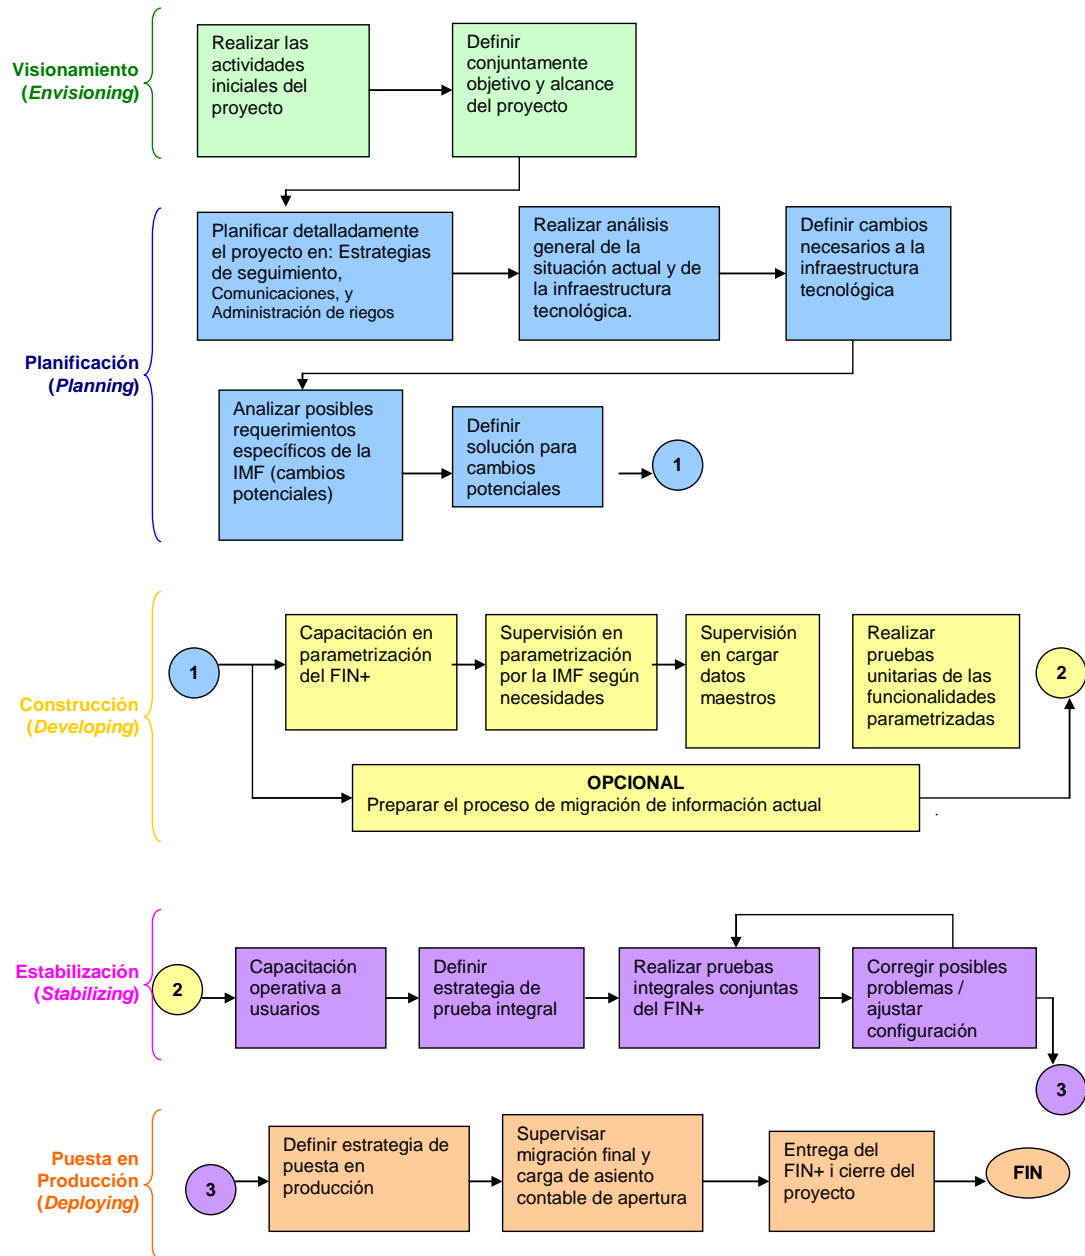 Visionamiento
(Envisioning)
Realizar las
actividades
iniciales del
proyecto
Definir
conjuntamente
objetivo y alcance
del proyecto
Planificación
(Planning)
Planificar detalladamente
el proyecto en: Estrategias
de seguimiento,
Comunicaciones, y
Administración de riegos
Realizar análisis
general de la
situación actual y de
la infraestructura
tecnológica.
Definir cambios
necesarios a la
infraestructura
tecnológica
Analizar posibles
requerimientos
específicos de la
IMF (cambios
potenciales)
Definir
solución para
cambios
potenciales
1
Construcción
(Developing)
1
Capacitación en
parametrización
del FIN+
Supervisión en
parametrización
por la IMF según
necesidades
Supervisión
en cargar
datos
maestros
Realizar
pruebas
unitarias de las
funcionalidades
parametrizadas
2
OPCIONAL
Preparar el proceso de migración de información actual
.
Estabilización
(Stabilizing)
2
Capacitación
operativa a
usuarios
Definir
estrategia de
prueba integral
Realizar pruebas
integrales conjuntas
del FIN+
Corregir posibles
problemas /
ajustar
configuración
3
Puesta en
Producción
(Deploying)
3
Definir estrategia de
puesta en
producción
Supervisar
migración final y
carga de asiento
contable de apertura
Entrega del
FIN+ i cierre del
proyecto
FIN